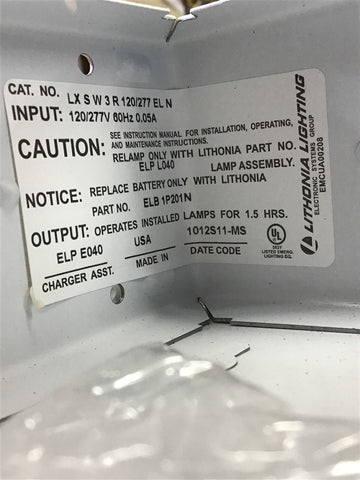 CAT. NO. LX S W 3 R 120/277 EL N
INPUT: 120/277V 60Hz 0.05A
CAUTION: SEE INSTRUCTION MANUAL FOR INSTALLATION, OPERATING,
AND MAINTENANCE INSTRUCTIONS.
RELAMP ONLY WITH LITHONIA PART NO.
ELP L040 LAMP ASSEMBLY.
NOTICE: REPLACE BATTERY ONLY WITH LITHONIA
PART NO. ELB 1P201N
OUTPUT: OPERATES INSTALLED LAMPS FOR 1.5 HRS.
ELP E040 USA 1012S11-MS
CHARGER ASST. MADE IN DATE CODE
UL
LISTED EMERG.
LIGHTING EQ.
LITHONIA LIGHTING
ELECTRONIC SYSTEMS GROUP
EMCUA00208